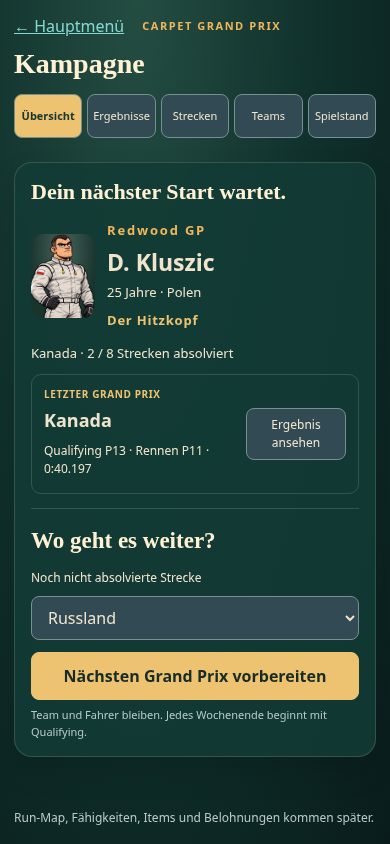 ← Hauptmenü CARPET GRAND PRIX
Kampagne
Übersicht Ergebnisse Strecken Teams Spielstand
Dein nächster Start wartet.
Redwood GP
D. Kluszic
25 Jahre · Polen
Der Hitzkopf
Kanada · 2 / 8 Strecken absolviert
LETZTER GRAND PRIX
Kanada
Qualifying P13 · Rennen P11 ·
0:40.197
Ergebnis
ansehen
Wo geht es weiter?
Noch nicht absolvierte Strecke
Russland
Nächsten Grand Prix vorbereiten
Team und Fahrer bleiben. Jedes Wochenende beginnt mit
Qualifying.
Run-Map, Fähigkeiten, Items und Belohnungen kommen später.